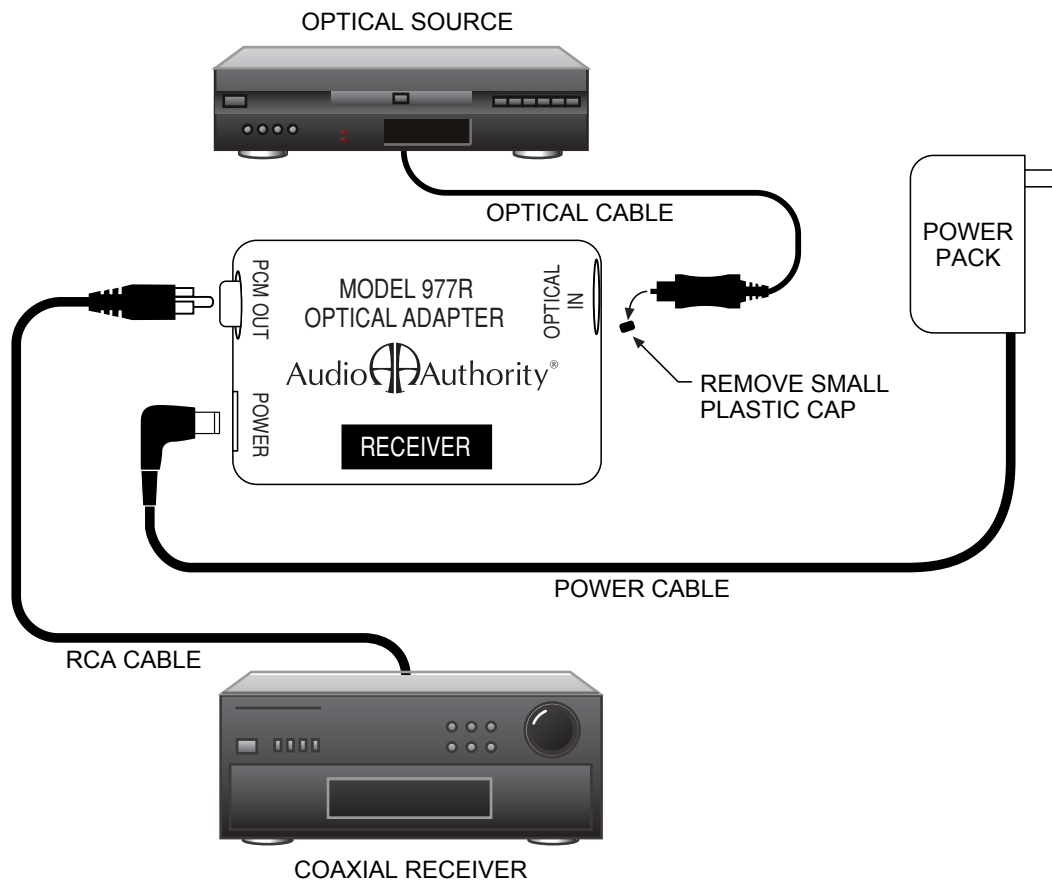 OPTICAL SOURCE
OPTICAL CABLE
POWER
PACK
PCM OUT
MODEL 977R
OPTICAL ADAPTER
OPTICAL
IN
Audio Authority®
REMOVE SMALL
PLASTIC CAP
POWER
RECEIVER
POWER CABLE
RCA CABLE
COAXIAL RECEIVER